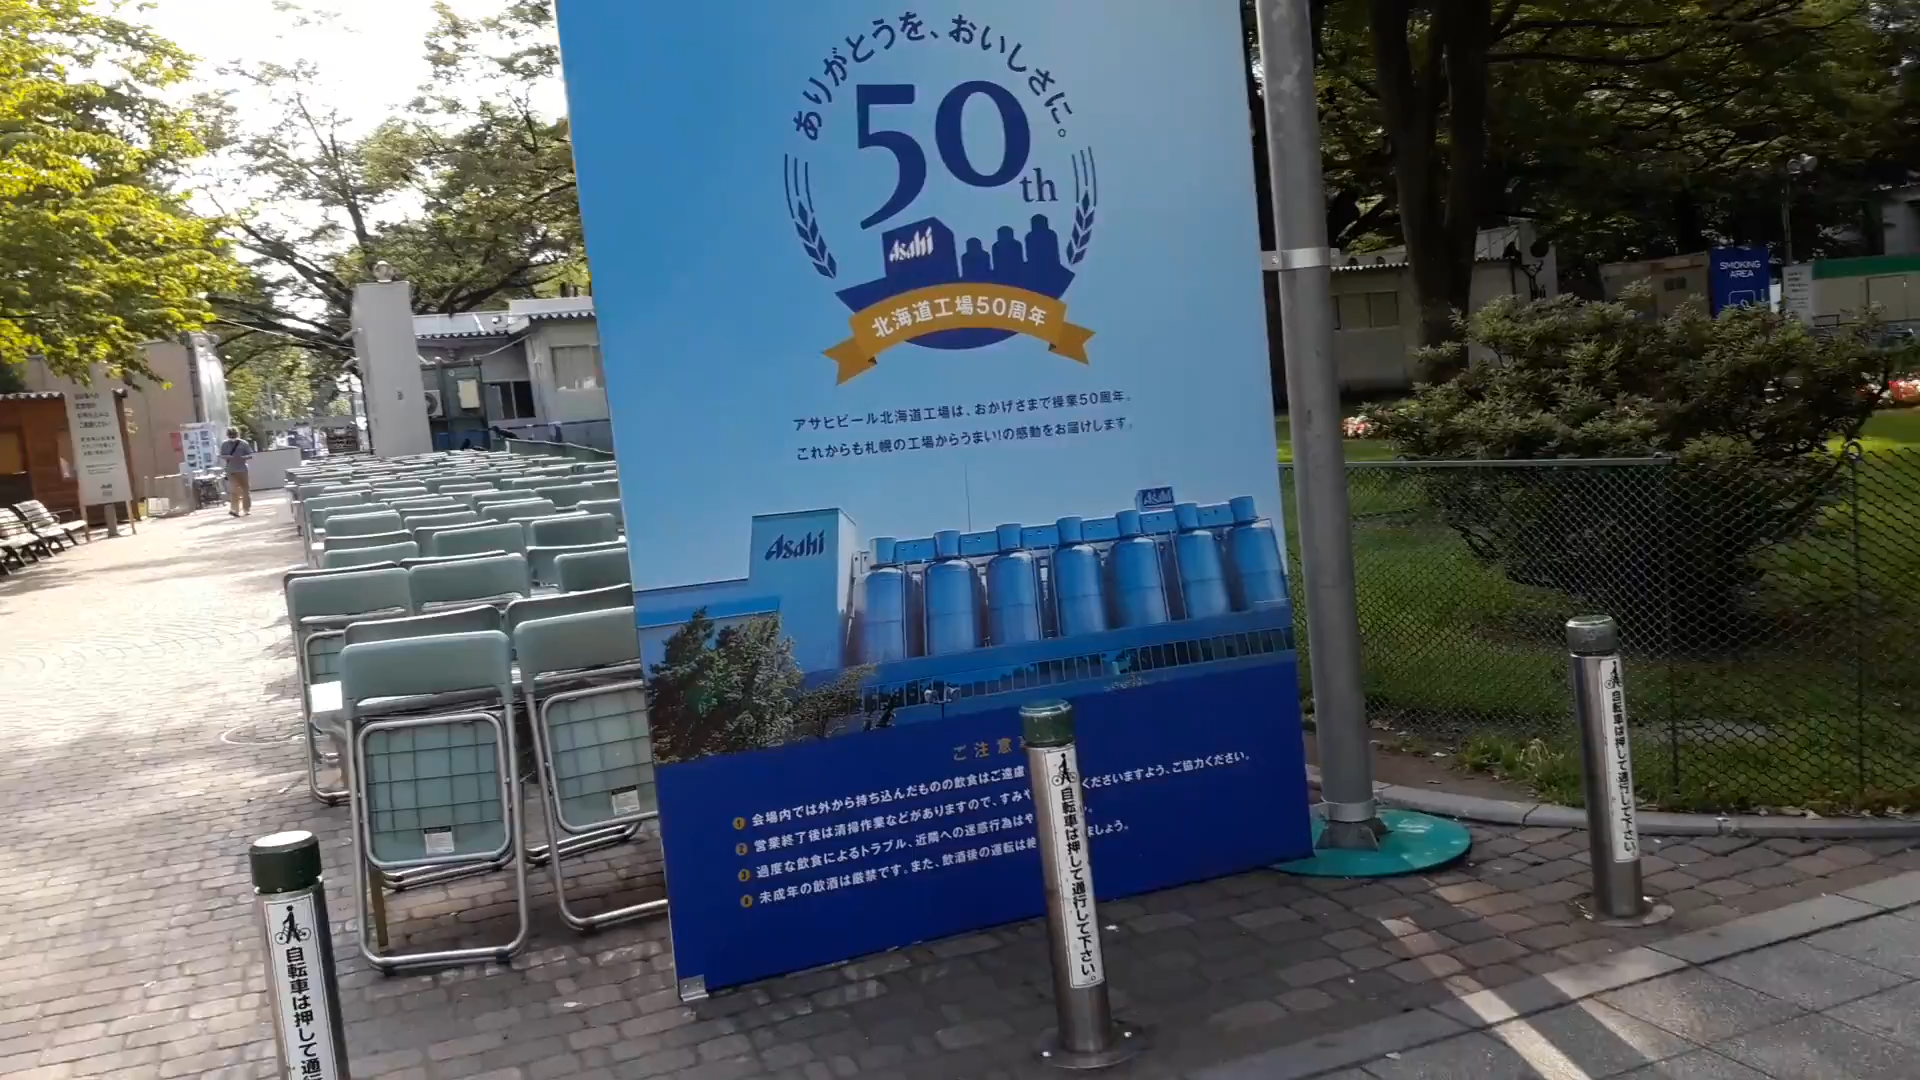 ありがとうを、おいしさに。
50th
Asahi
北海道工場50周年
アサヒビール北海道工場は、おかげさまで操業50周年。
これからも札幌の工場からうまい!の感動をお届けします。
Asahi
Asahi
ご注意
1 会場内では外から持ち込んだものの飲食はご遠慮くださいますよう、ご協力ください。
2 営業終了後は清掃作業などがありますので、すみや
3 過度な飲食によるトラブル、近隣への迷惑行為はや
4 未成年の飲酒は厳禁です。また、飲酒後の運転は絶ましょう。
自転車は押して通行
自転車は押して通行して下さい。
自転車は押して通行して下さい。
SMOKING
AREA
Asahi